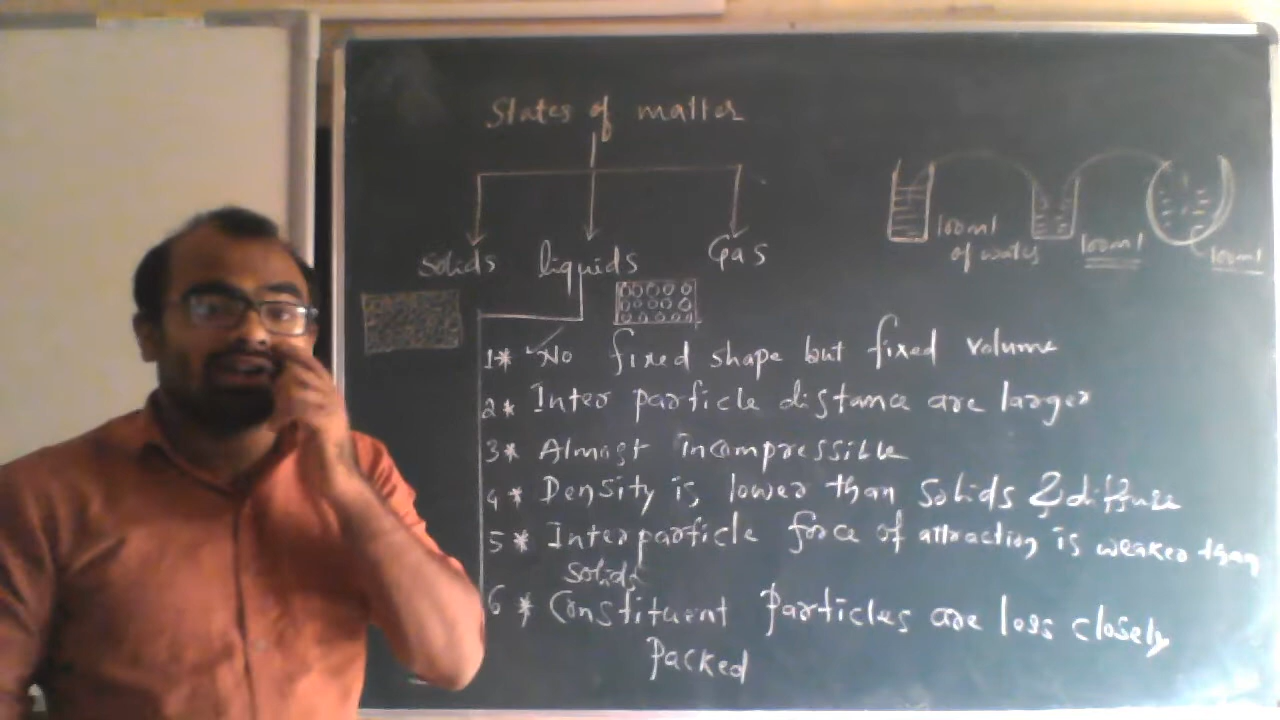 States of matter
Solids liquids Gas
100ml
of water
100ml
100ml
1* No fixed shape but fixed volume
2* Inter particle distance are larger
3* Almost incompressible
4* Density is lower than Solids & diffuse
5* Interparticle force of attraction is weaker than
Solids
6* Constituent Particles are less closely
Packed